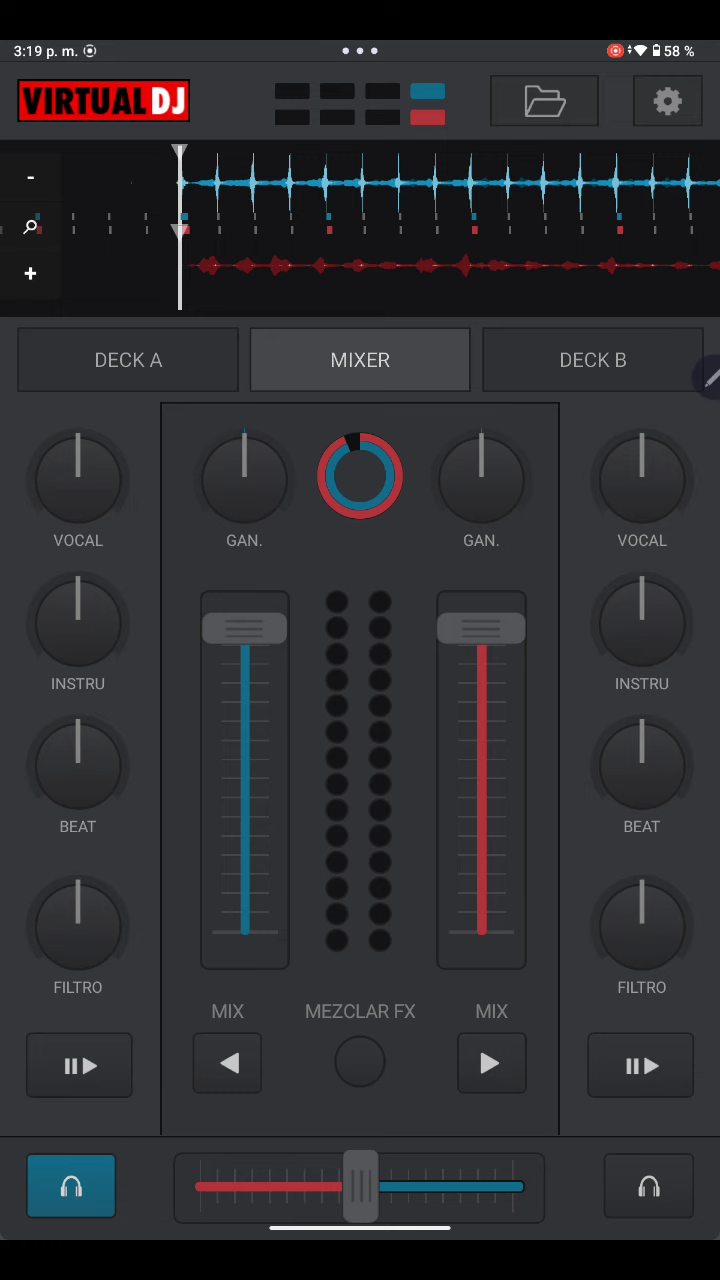 3:19 p. m.
58 %
VIRTUAL DJ
-
+
DECK A
MIXER
DECK B
VOCAL
GAN.
GAN.
VOCAL
INSTRU
INSTRU
BEAT
BEAT
FILTRO
FILTRO
MIX
MEZCLAR FX
MIX